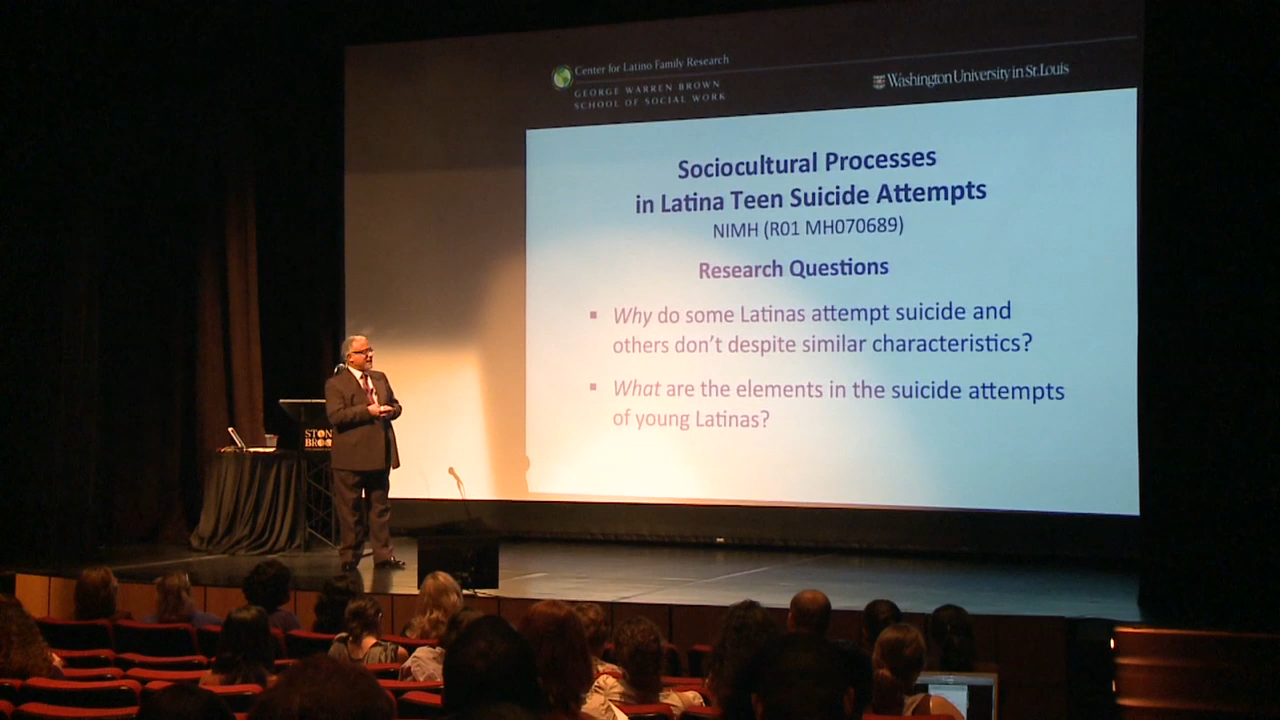 Center for Latino Family Research
GEORGE WARREN BROWN
SCHOOL OF SOCIAL WORK
Washington University in St. Louis
Sociocultural Processes
in Latina Teen Suicide Attempts
NIMH (R01 MH070689)
Research Questions
▪ Why do some Latinas attempt suicide and
others don't despite similar characteristics?
▪ What are the elements in the suicide attempts
of young Latinas?
STON
BROO